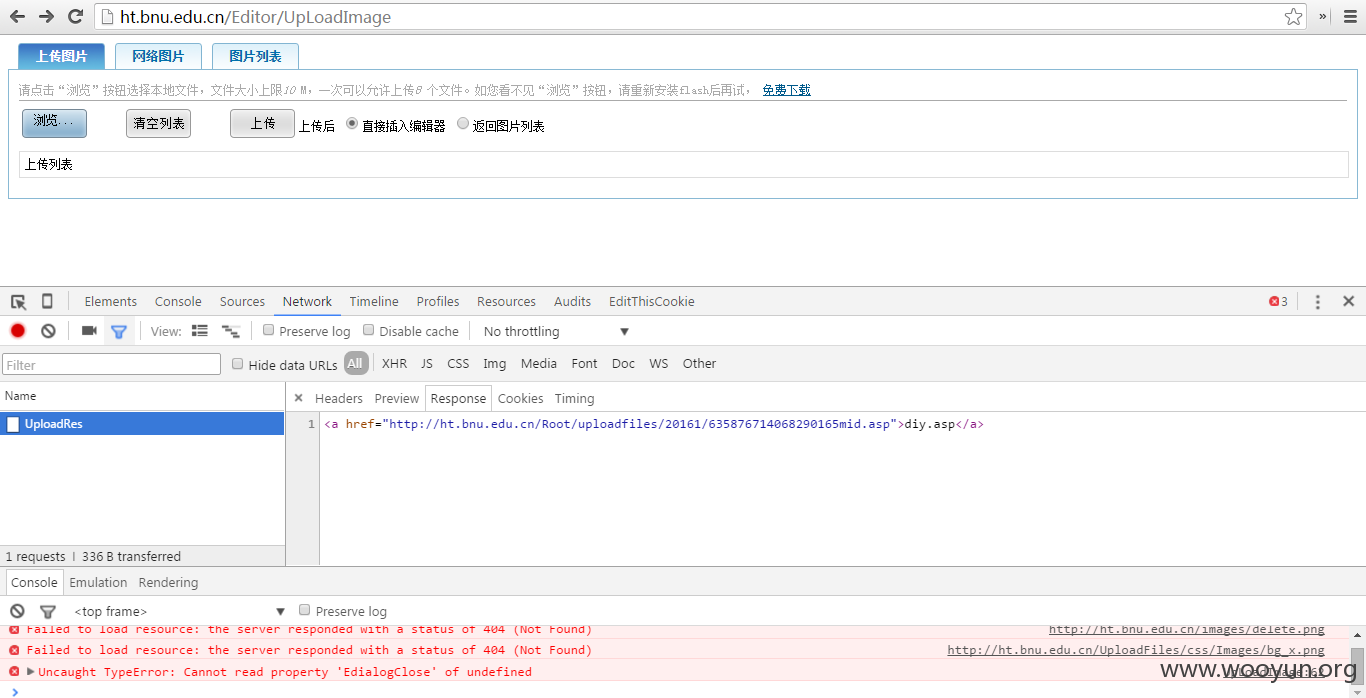 ht.bnu.edu.cn/Editor/UpLoadImage
上传图片 网络图片 图片列表
请点击“浏览”按钮选择本地文件，文件大小上限10 M，一次可以允许上传8 个文件。如您看不见“浏览”按钮，请重新安装flash后再试， 免费下载
浏览... 清空列表 上传 上传后 直接插入编辑器 返回图片列表
上传列表
Elements Console Sources Network Timeline Profiles Resources Audits EditThisCookie 3
View: Preserve log Disable cache No throttling
Filter Hide data URLs All XHR JS CSS Img Media Font Doc WS Other
Name Headers Preview Response Cookies Timing
UploadRes
1 <a href="http://ht.bnu.edu.cn/Root/uploadfiles/20161/635876714068290165mid.asp">diy.asp</a>
1 requests | 336 B transferred
Console Emulation Rendering
<top frame> Preserve log
Failed to load resource: the server responded with a status of 404 (Not Found) http://ht.bnu.edu.cn/images/delete.png
Failed to load resource: the server responded with a status of 404 (Not Found) http://ht.bnu.edu.cn/UploadFiles/css/Images/bg_x.png
Uncaught TypeError: Cannot read property 'EdialogClose' of undefined
www.wooyun.org